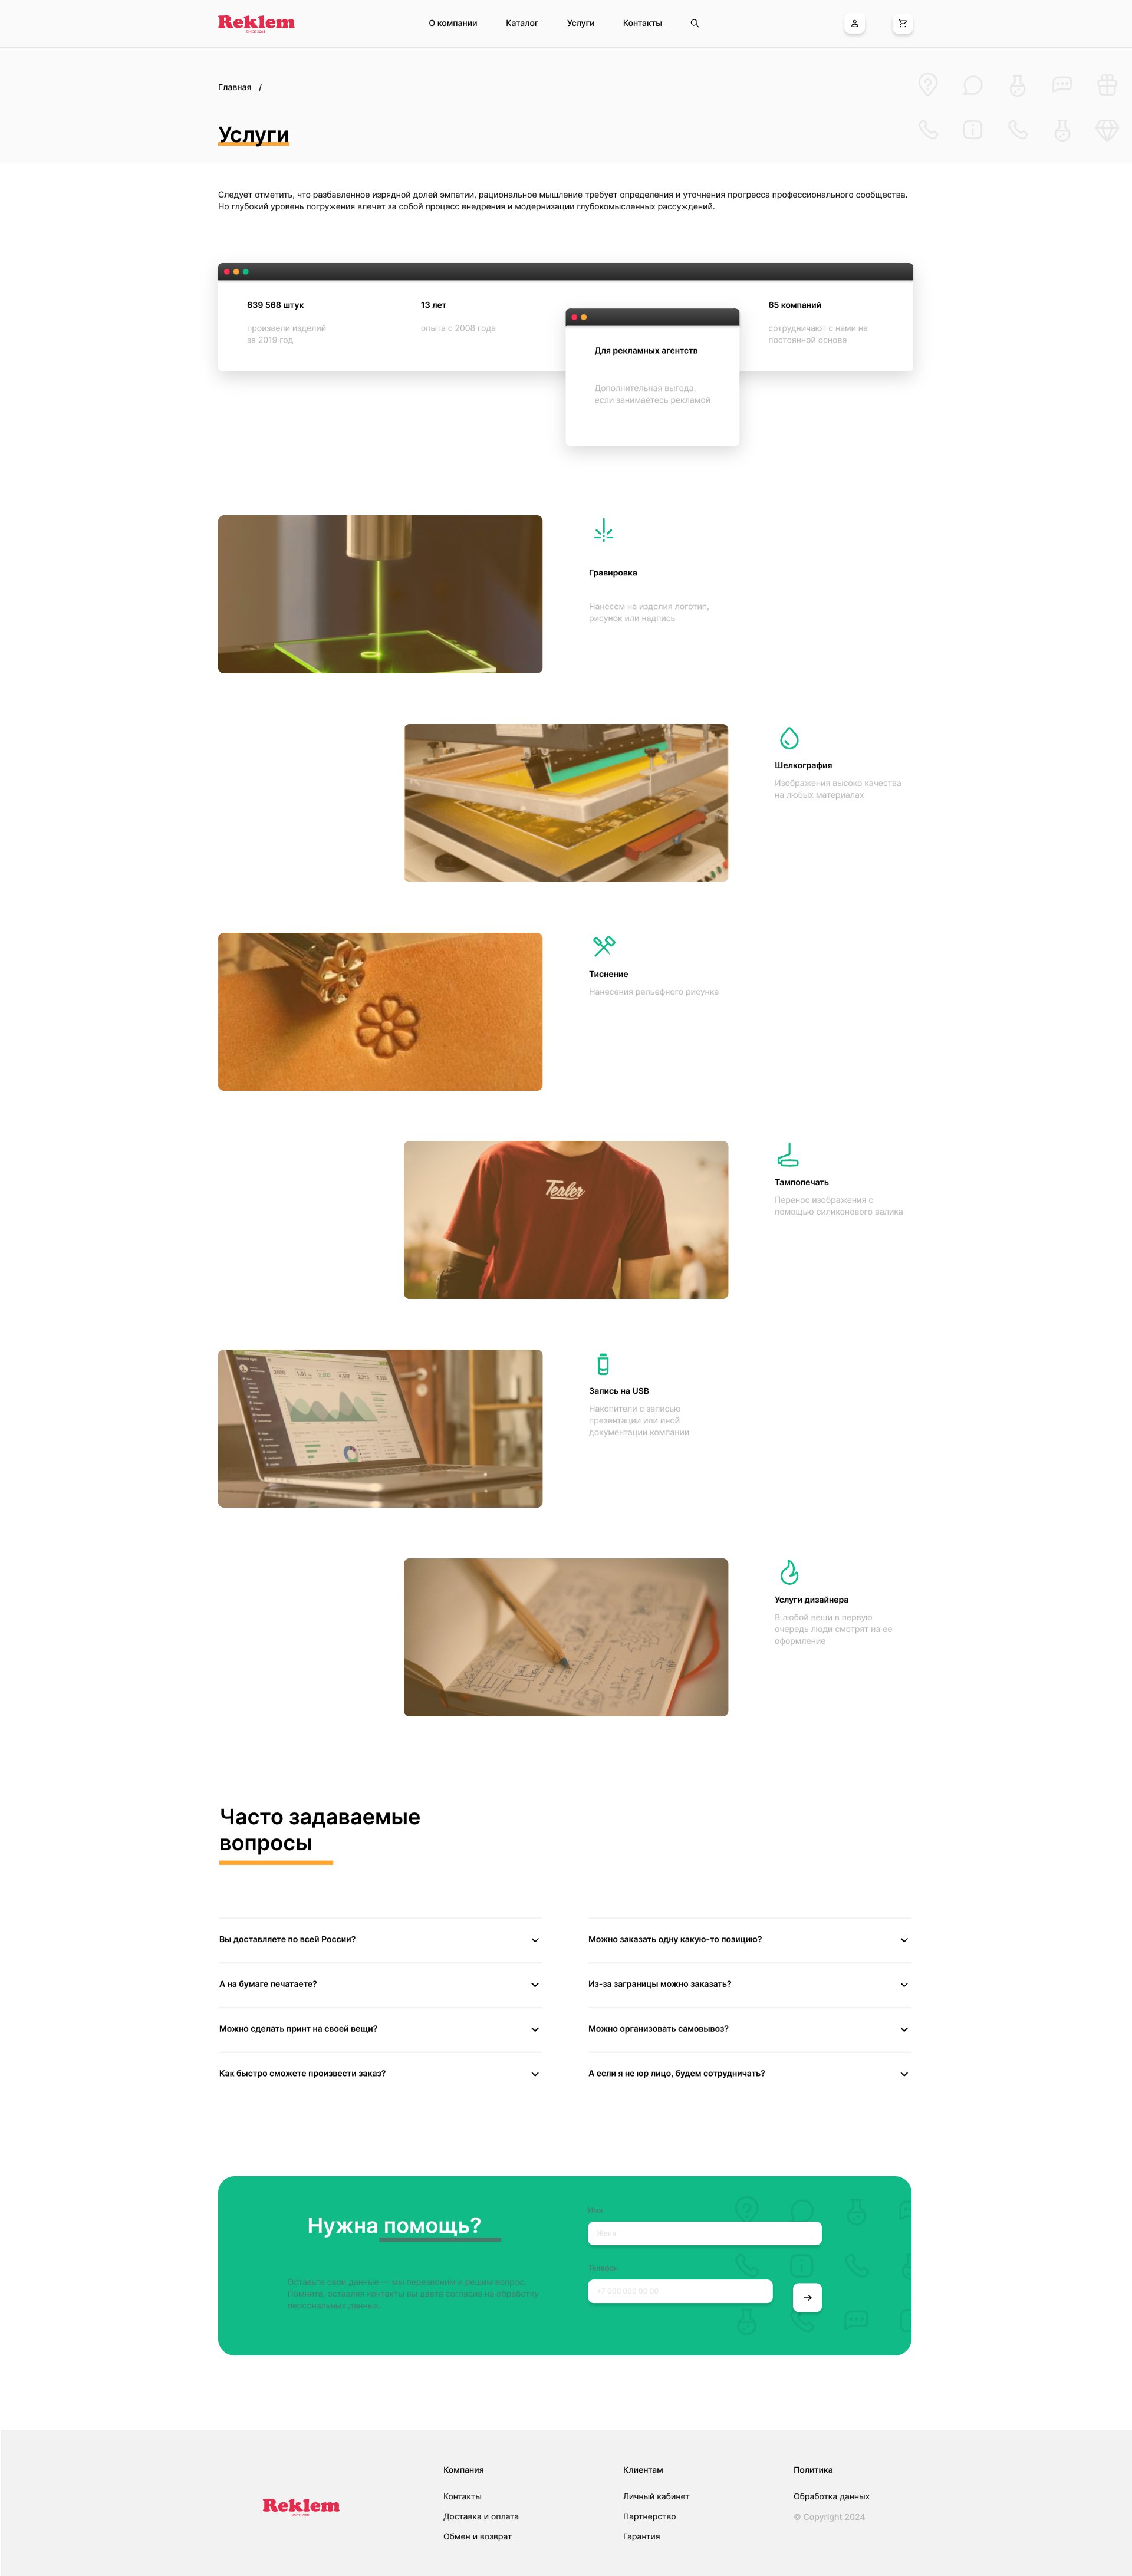 Reklem
SINCE 2008
О компании
Каталог
Услуги
Контакты
Главная /
Услуги
Следует отметить, что разбавленное изрядной долей эмпатии, рациональное мышление требует определения и уточнения прогресса профессионального сообщества.
Но глубокий уровень погружения влечет за собой процесс внедрения и модернизации глубокомысленных рассуждений.
639 568 штук
произвели изделий
за 2019 год
13 лет
опыта с 2008 года
Для рекламных агентств
Дополнительная выгода,
если занимаетесь рекламой
65 компаний
сотрудничают с нами на
постоянной основе
Гравировка
Нанесем на изделия логотип,
рисунок или надпись
Шелкография
Изображения высоко качества
на любых материалах
Тиснение
Нанесения рельефного рисунка
Tealer
Тампопечать
Перенос изображения с
помощью силиконового валика
Запись на USB
Накопители с записью
презентации или иной
документации компании
Услуги дизайнера
В любой вещи в первую
очередь люди смотрят на ее
оформление
Часто задаваемые
вопросы
Вы доставляете по всей России?
А на бумаге печатаете?
Можно сделать принт на своей вещи?
Как быстро сможете произвести заказ?
Можно заказать одну какую-то позицию?
Из-за заграницы можно заказать?
Можно организовать самовывоз?
А если я не юр лицо, будем сотрудничать?
Нужна помощь?
Оставьте свои данные — мы перезвоним и решим вопрос.
Помните, оставляя контакты вы даете согласие на обработку
персональных данных.
Имя
Жека
Телефон
+7 000 000 00 00
Reklem
SINCE 2008
Компания
Контакты
Доставка и оплата
Обмен и возврат
Клиентам
Личный кабинет
Партнерство
Гарантия
Политика
Обработка данных
© Copyright 2024